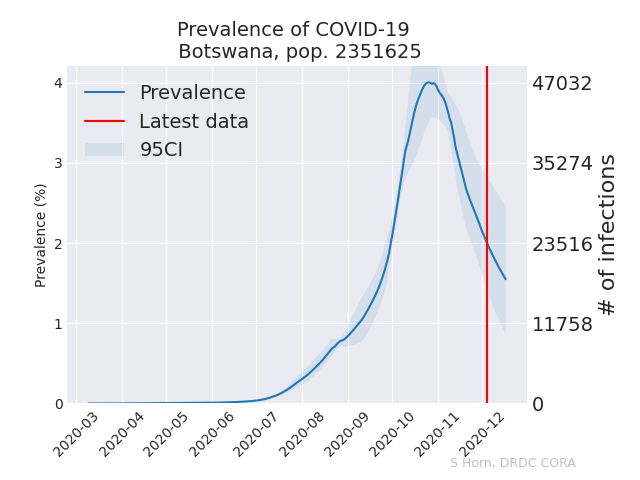 Prevalence of COVID-19
Botswana, pop. 2351625
Prevalence
Latest data
95CI
Prevalence (%)
4
3
2
1
0
47032
35274
23516
11758
0
# of infections
2020-03
2020-04
2020-05
2020-06
2020-07
2020-08
2020-09
2020-10
2020-11
2020-12
S Horn, DRDC CORA